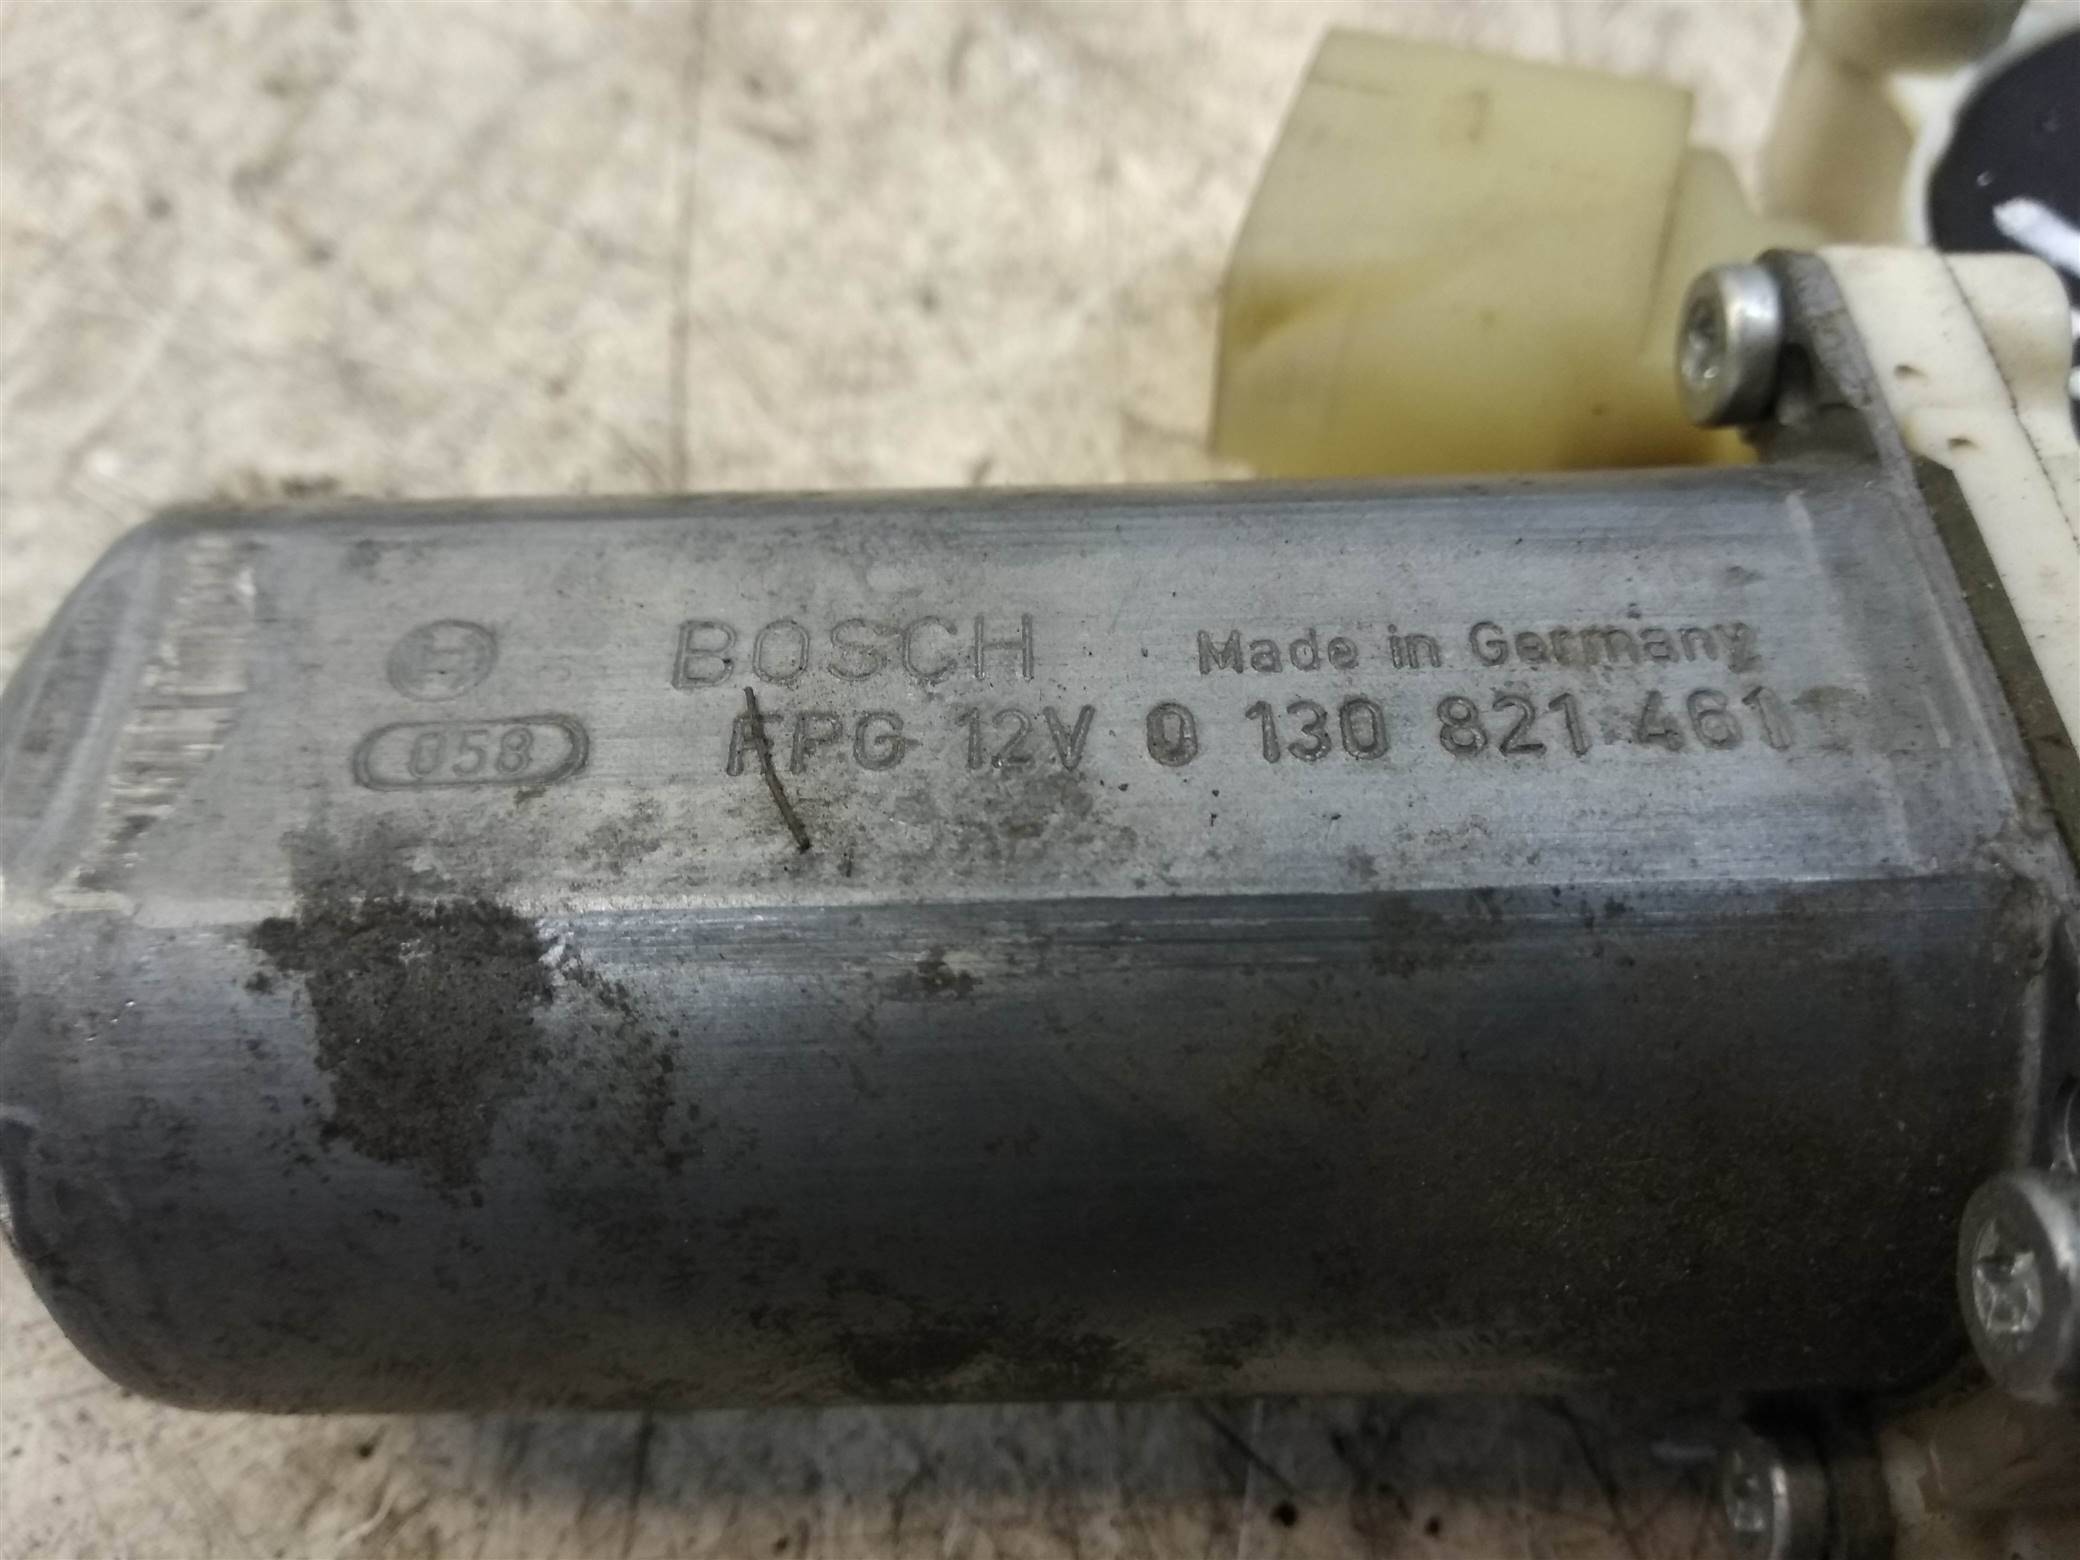 BOSCH Made in Germany
058 FPG 12V 0 130 821 461